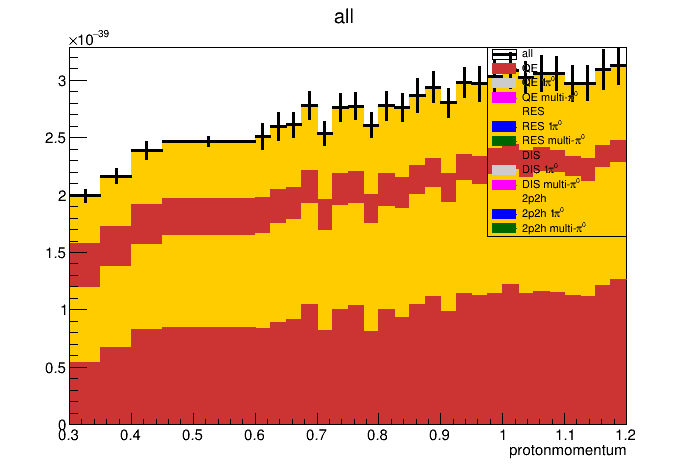 all
×10⁻³⁹
3
2.5
2
1.5
1
0.5
0
0.3 0.4 0.5 0.6 0.7 0.8 0.9 1 1.1 1.2
protonmomentum
all
QE
QE 1π⁰
QE multi-π⁰
RES
RES 1π⁰
RES multi-π⁰
DIS
DIS 1π⁰
DIS multi-π⁰
2p2h
2p2h 1π⁰
2p2h multi-π⁰